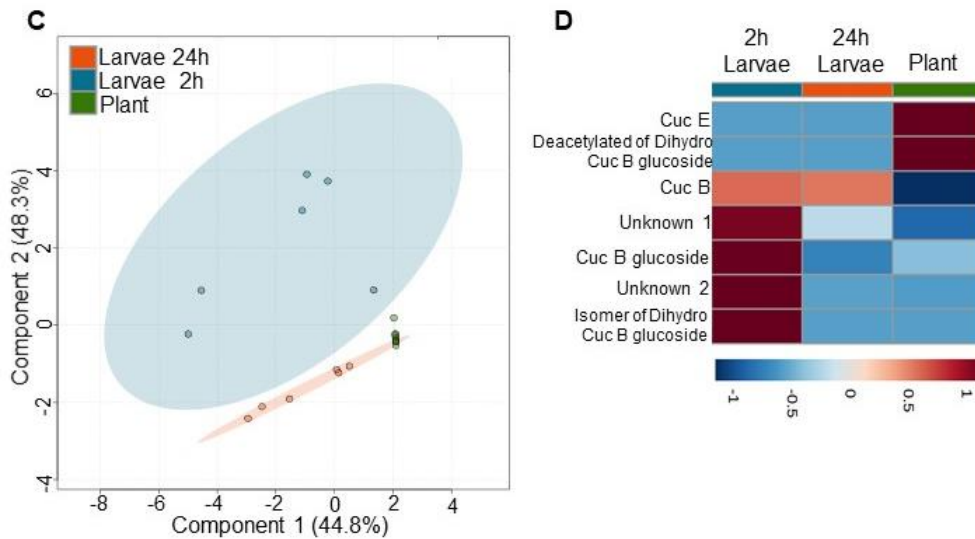 C
Larvae 24h
Larvae 2h
Plant
6
4
2
0
-2
-4
Component 2 (48.3%)
-8 -6 -4 -2 0 2 4
Component 1 (44.8%)
D
2h
Larvae
24h
Larvae
Plant
Cuc E
Deacetylated of Dihydro
Cuc B glucoside
Cuc B
Unknown 1
Cuc B glucoside
Unknown 2
Isomer of Dihydro
Cuc B glucoside
-1 -0.5 0 0.5 1